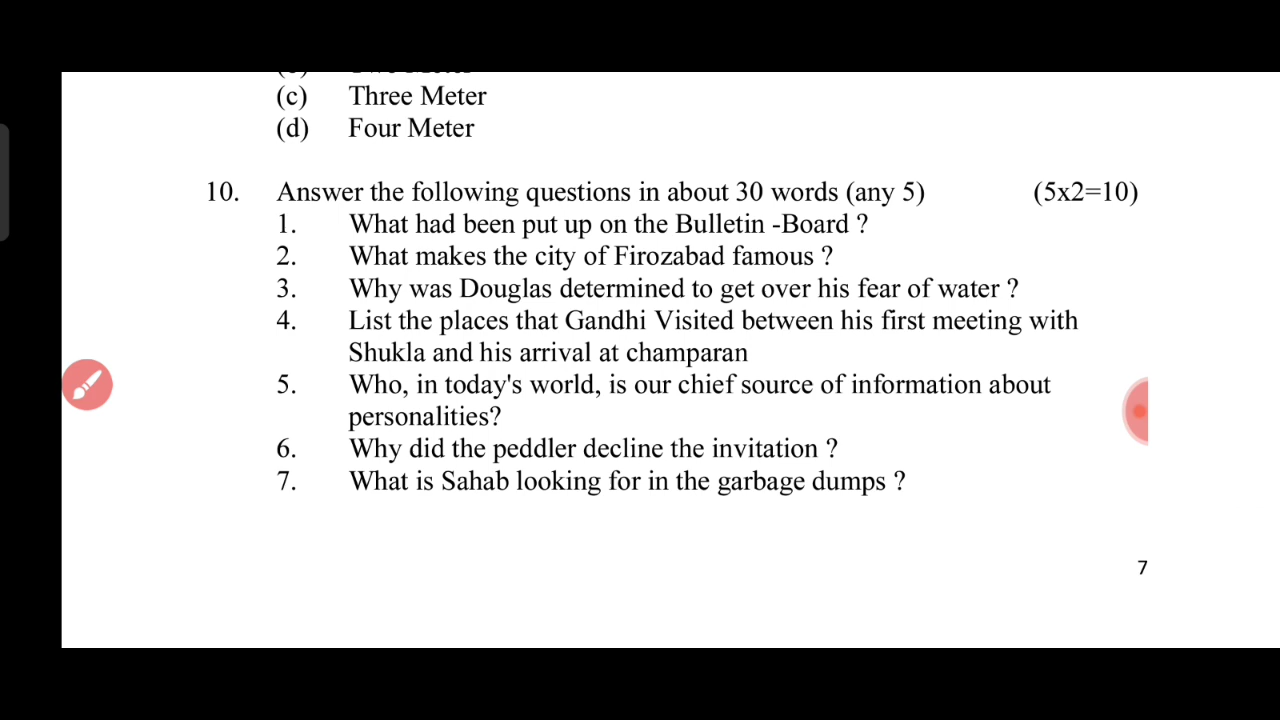 (c) Three Meter
(d) Four Meter
10. Answer the following questions in about 30 words (any 5) (5x2=10)
1. What had been put up on the Bulletin -Board ?
2. What makes the city of Firozabad famous ?
3. Why was Douglas determined to get over his fear of water ?
4. List the places that Gandhi Visited between his first meeting with
Shukla and his arrival at champaran
5. Who, in today's world, is our chief source of information about
personalities?
6. Why did the peddler decline the invitation ?
7. What is Sahab looking for in the garbage dumps ?
7